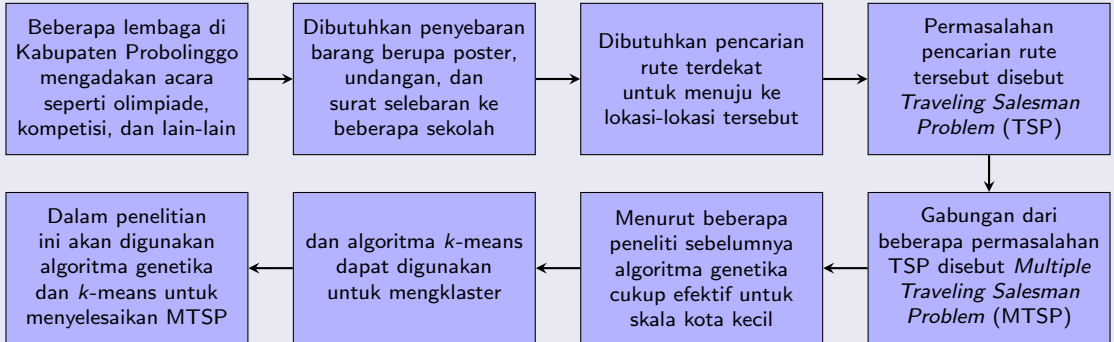 Beberapa lembaga di
Kabupaten Probolinggo
mengadakan acara
seperti olimpiade,
kompetisi, dan lain-lain
Dibutuhkan penyebaran
barang berupa poster,
undangan, dan
surat selebaran ke
beberapa sekolah
Dibutuhkan pencarian
rute terdekat
untuk menuju ke
lokasi-lokasi tersebut
Permasalahan
pencarian rute
tersebut disebut
Traveling Salesman
Problem (TSP)
Gabungan dari
beberapa permasalahan
TSP disebut Multiple
Traveling Salesman
Problem (MTSP)
Menurut beberapa
peneliti sebelumnya
algoritma genetika
cukup efektif untuk
skala kota kecil
dan algoritma k-means
dapat digunakan
untuk mengklaster
Dalam penelitian
ini akan digunakan
algoritma genetika
dan k-means untuk
menyelesaikan MTSP